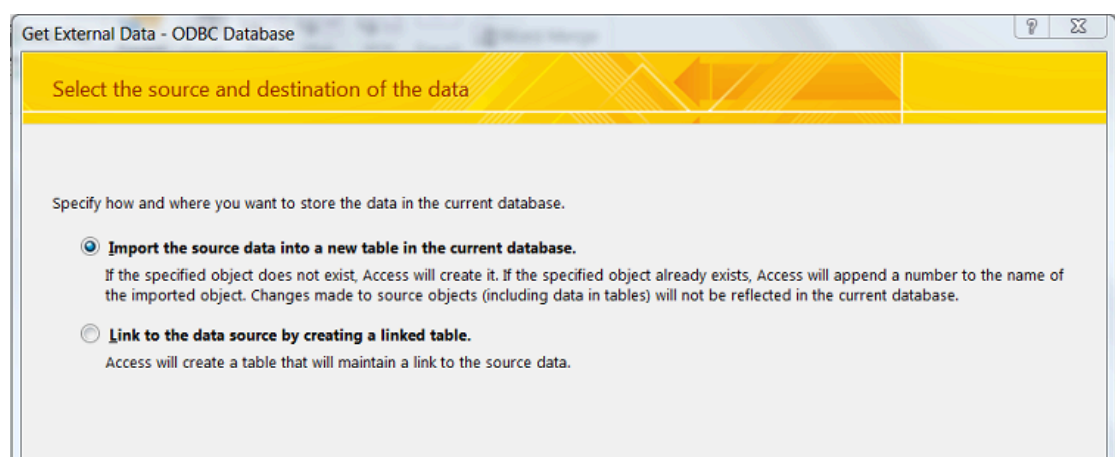 Get External Data - ODBC Database
Select the source and destination of the data
Specify how and where you want to store the data in the current database.
Import the source data into a new table in the current database.
If the specified object does not exist, Access will create it. If the specified object already exists, Access will append a number to the name of
the imported object. Changes made to source objects (including data in tables) will not be reflected in the current database.
Link to the data source by creating a linked table.
Access will create a table that will maintain a link to the source data.